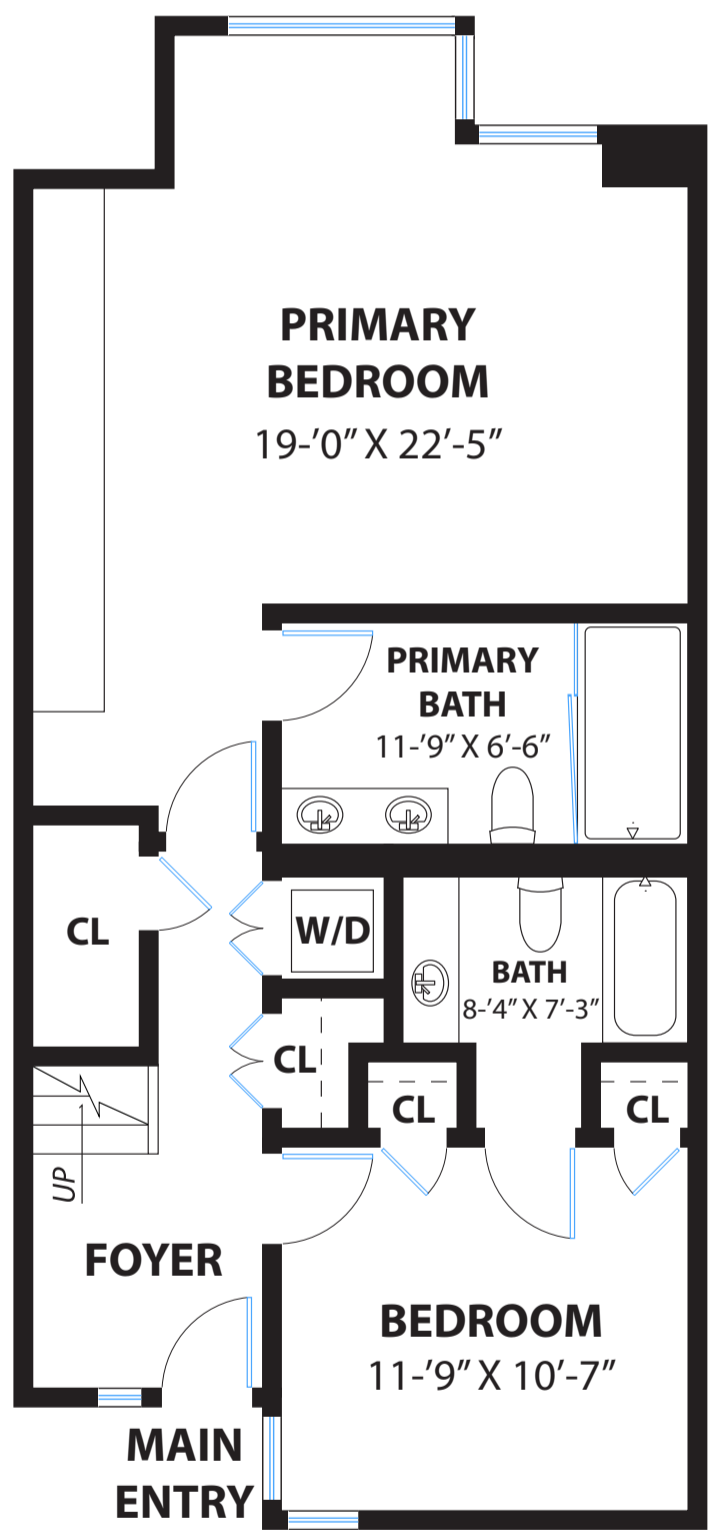 PRIMARY
BEDROOM
19-'0” X 22'-5”
PRIMARY
BATH
11-'9” X 6'-6”
CL
W/D
BATH
8-'4” X 7'-3”
CL
CL
CL
UP
FOYER
BEDROOM
11-'9” X 10'-7”
MAIN
ENTRY